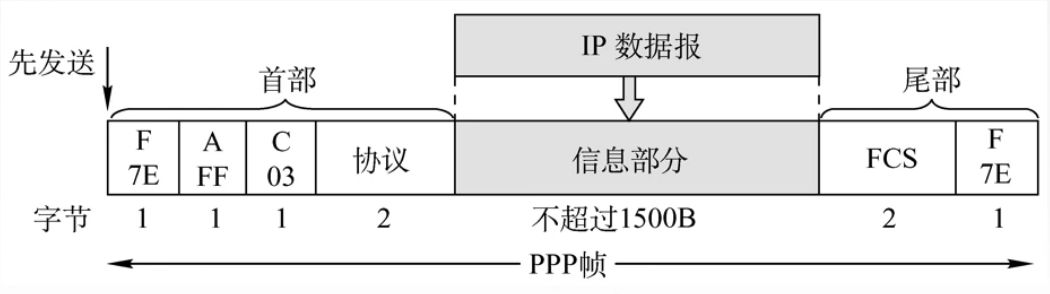 IP 数据报
先发送
首部
尾部
F A C F
7E FF 03 协议 信息部分 FCS 7E
字节 1 1 1 2 不超过1500B 2 1
PPP帧